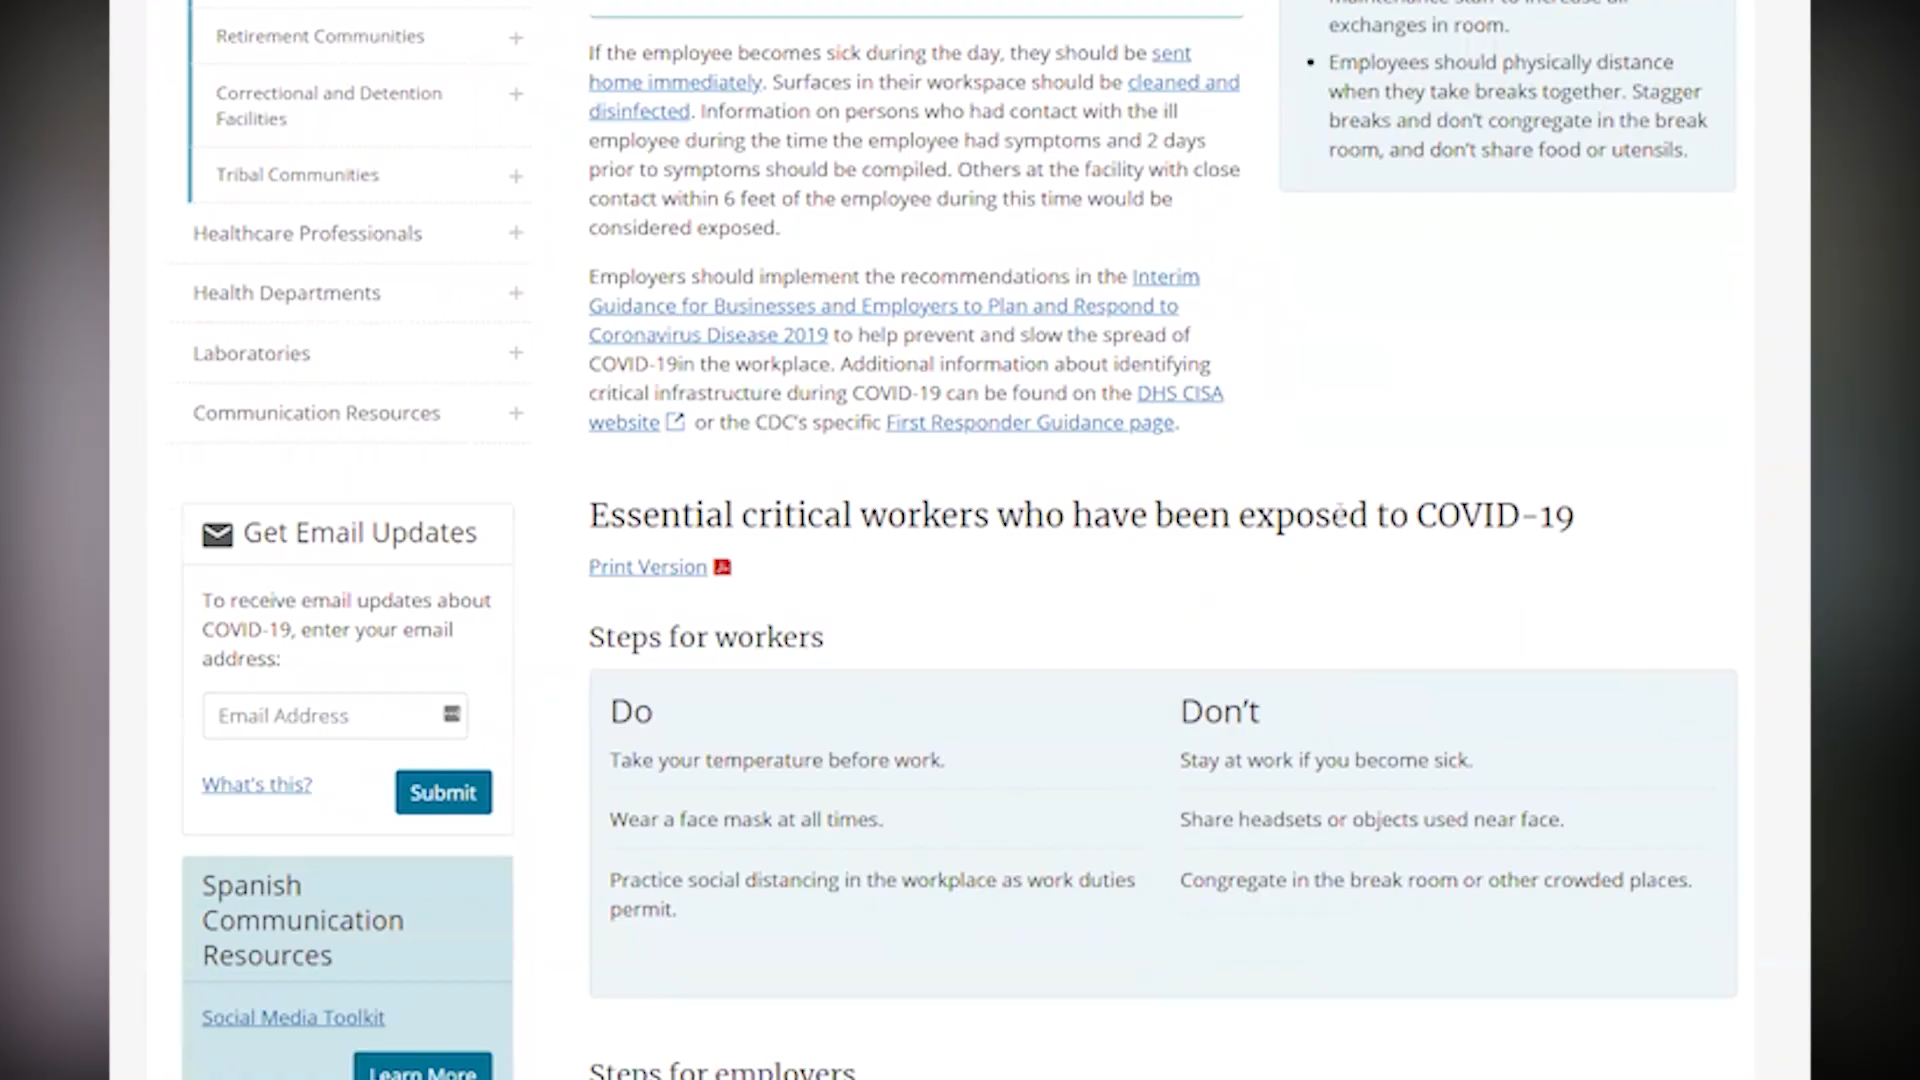 Retirement Communities
Correctional and Detention
Facilities
Tribal Communities
Healthcare Professionals
Health Departments
Laboratories
Communication Resources
Get Email Updates
To receive email updates about
COVID-19, enter your email
address:
Email Address
What's this?
Submit
Spanish
Communication
Resources
Social Media Toolkit
Learn More
If the employee becomes sick during the day, they should be sent
home immediately. Surfaces in their workspace should be cleaned and
disinfected. Information on persons who had contact with the ill
employee during the time the employee had symptoms and 2 days
prior to symptoms should be compiled. Others at the facility with close
contact within 6 feet of the employee during this time would be
considered exposed.
Employers should implement the recommendations in the Interim
Guidance for Businesses and Employers to Plan and Respond to
Coronavirus Disease 2019 to help prevent and slow the spread of
COVID-19in the workplace. Additional information about identifying
critical infrastructure during COVID-19 can be found on the DHS CISA
website or the CDC's specific First Responder Guidance page.
exchanges in room.
• Employees should physically distance
when they take breaks together. Stagger
breaks and don't congregate in the break
room, and don't share food or utensils.
Essential critical workers who have been exposed to COVID-19
Print Version
Steps for workers
Do
Take your temperature before work.
Wear a face mask at all times.
Practice social distancing in the workplace as work duties
permit.
Don't
Stay at work if you become sick.
Share headsets or objects used near face.
Congregate in the break room or other crowded places.
Steps for employers